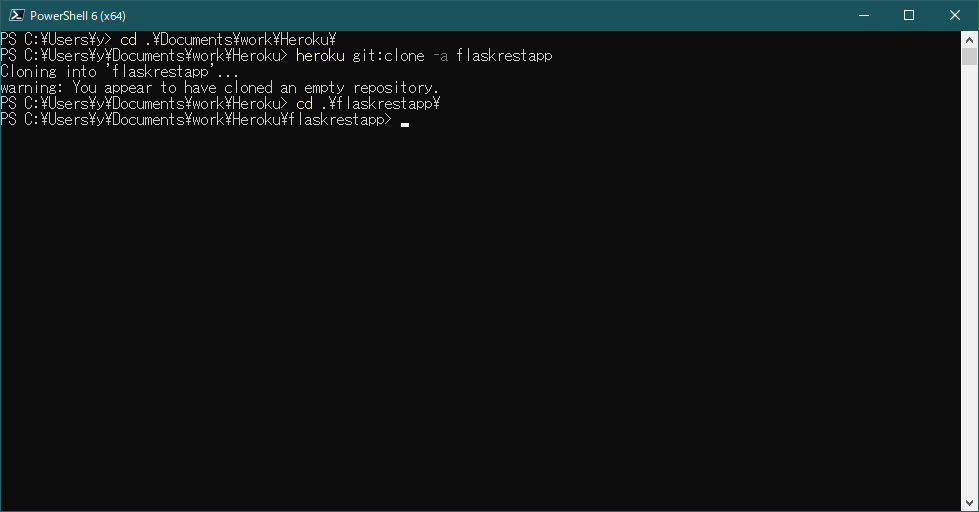 PowerShell 6 (x64)
PS C:¥Users¥y> cd .¥Documents¥work¥Heroku¥
PS C:¥Users¥y¥Documents¥work¥Heroku> heroku git:clone -a flaskrestapp
Cloning into 'flaskrestapp'...
warning: You appear to have cloned an empty repository.
PS C:¥Users¥y¥Documents¥work¥Heroku> cd .¥flaskrestapp¥
PS C:¥Users¥y¥Documents¥work¥Heroku¥flaskrestapp>